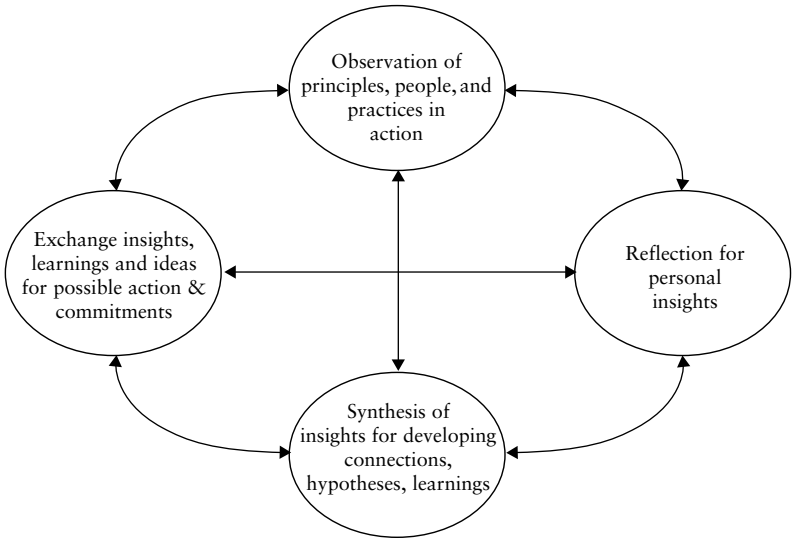 Observation of
principles, people, and
practices in
action
Exchange insights,
learnings and ideas
for possible action &
commitments
Reflection for
personal
insights
Synthesis of
insights for developing
connections,
hypotheses, learnings